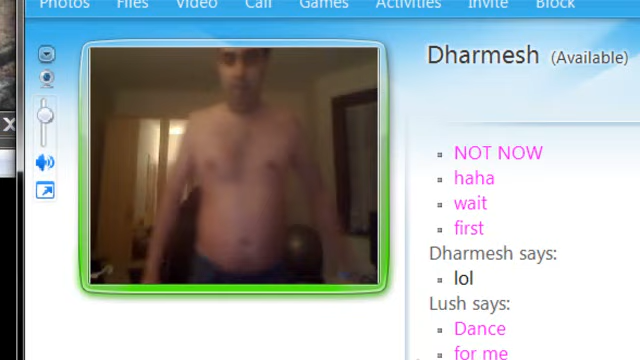 Photos Files Video Call Games Activities Invite Block
Dharmesh (Available)
NOT NOW
haha
wait
first
Dharmesh says:
lol
Lush says:
Dance
for me